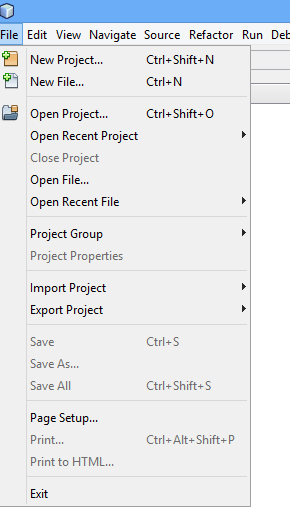 File Edit View Navigate Source Refactor Run Deb
New Project... Ctrl+Shift+N
New File... Ctrl+N
Open Project... Ctrl+Shift+O
Open Recent Project
Close Project
Open File...
Open Recent File
Project Group
Project Properties
Import Project
Export Project
Save Ctrl+S
Save As...
Save All Ctrl+Shift+S
Page Setup...
Print... Ctrl+Alt+Shift+P
Print to HTML...
Exit